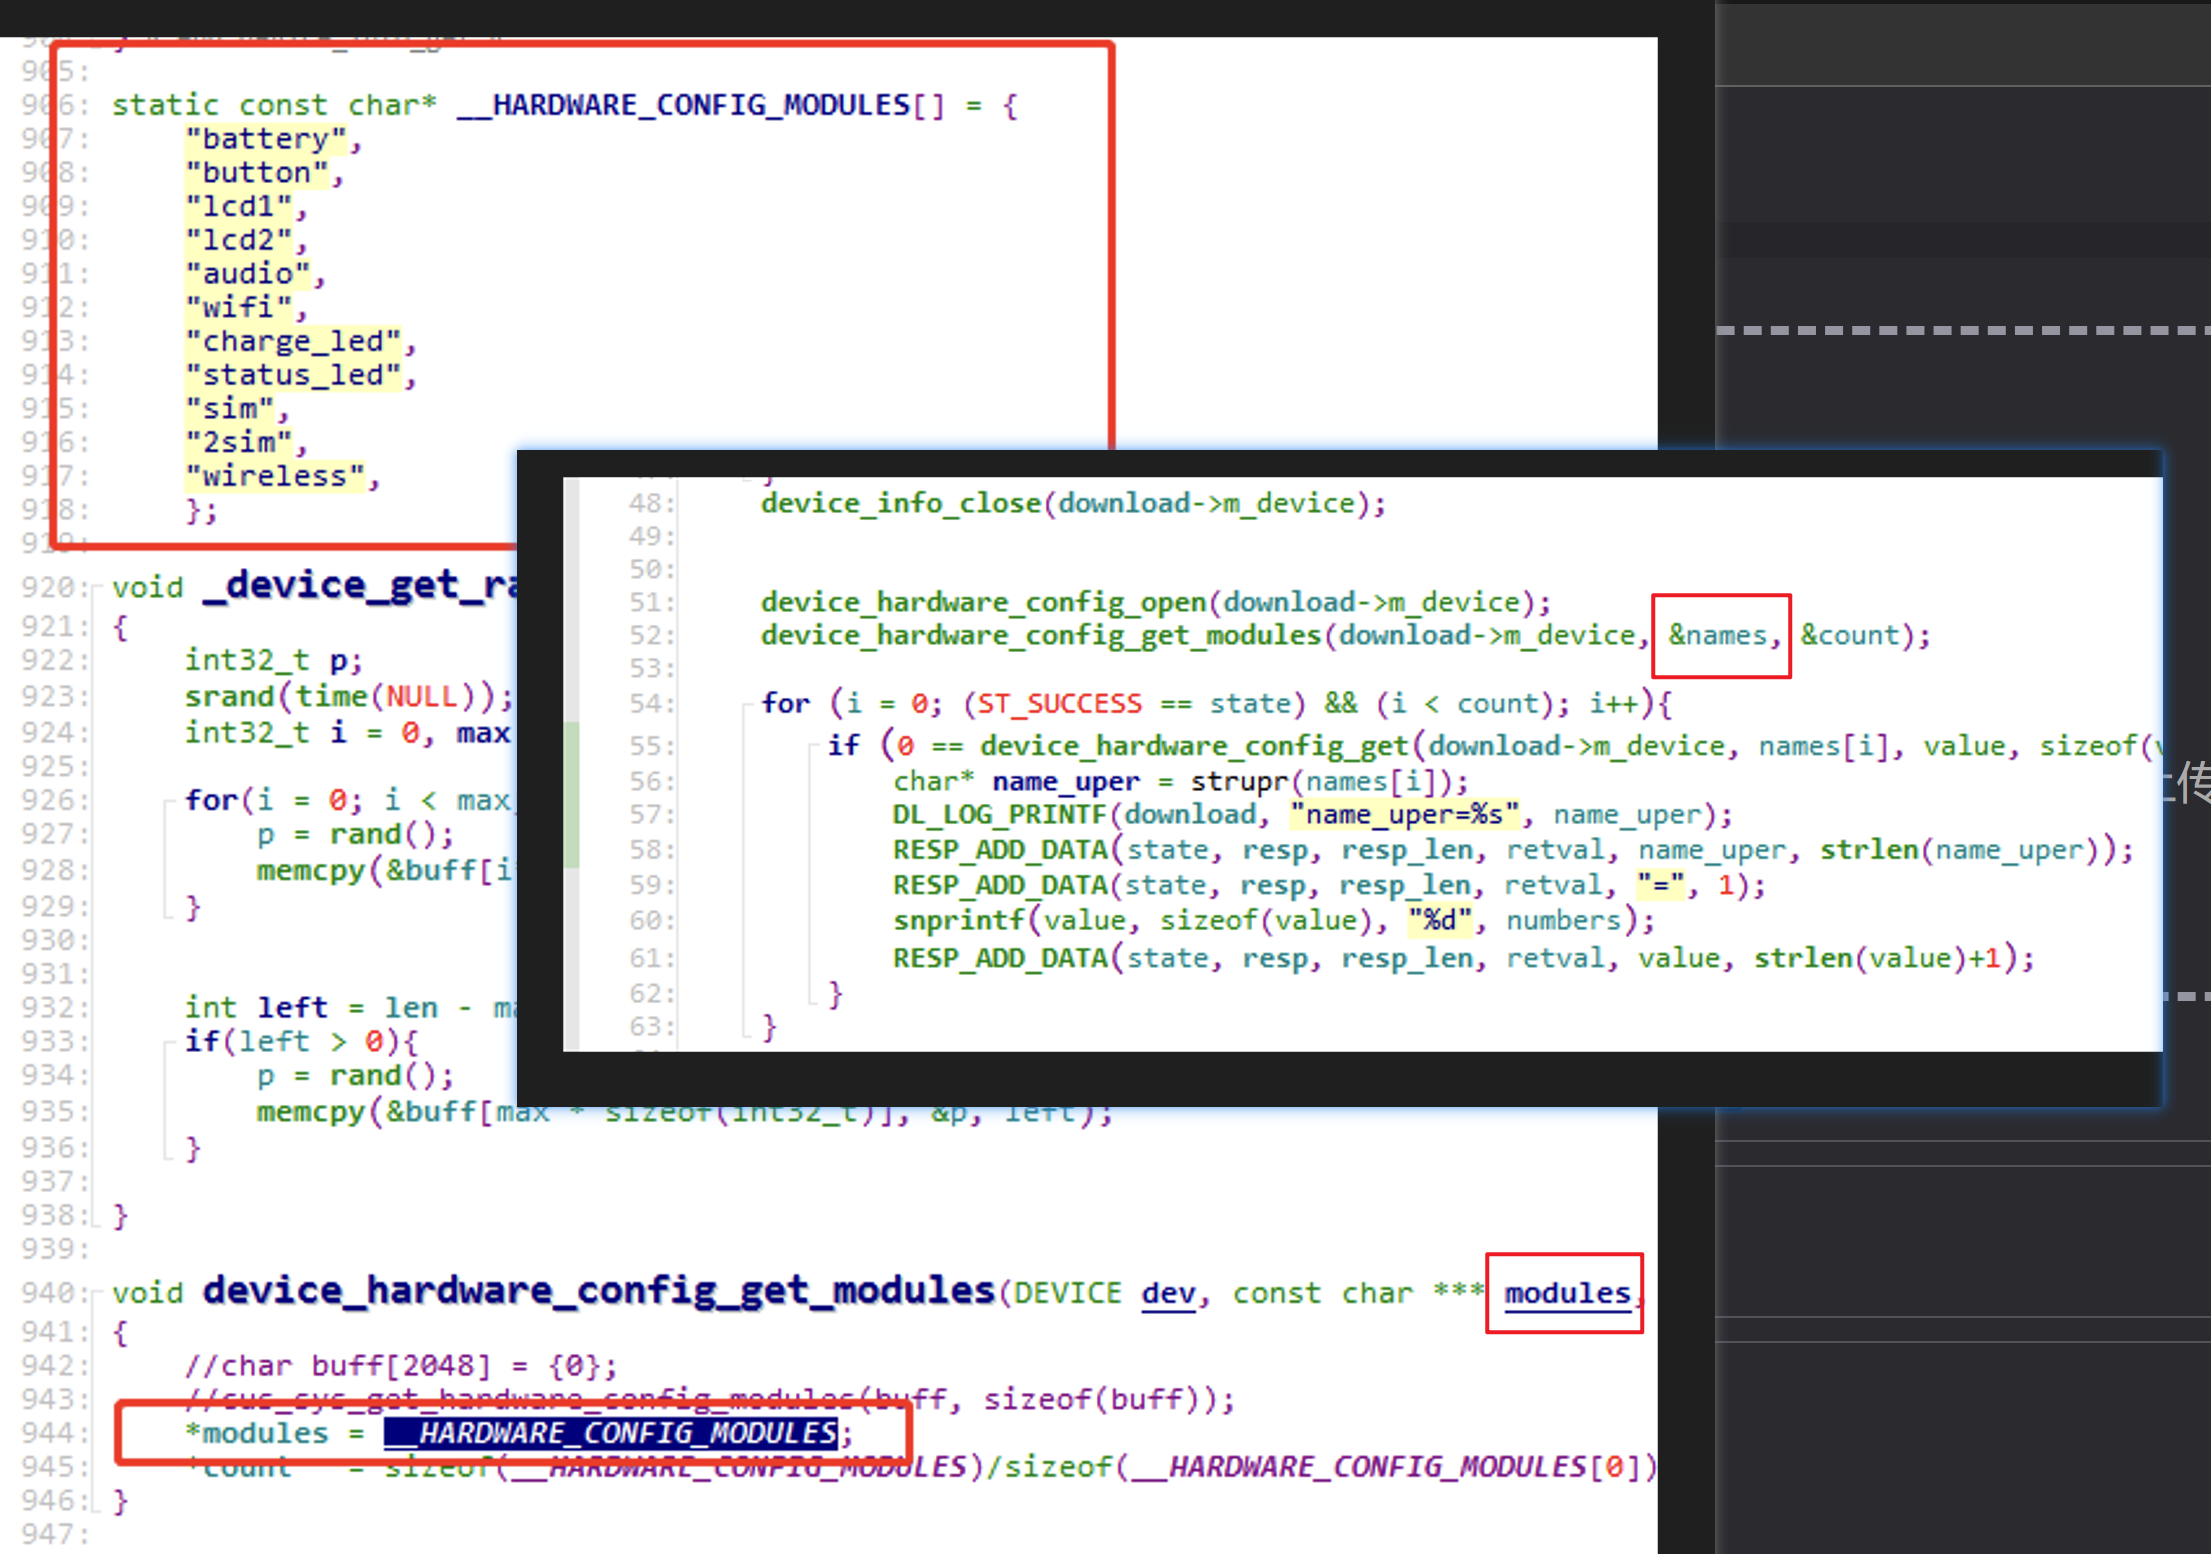 905:
906: static const char* __HARDWARE_CONFIG_MODULES[] = {
907: "battery",
908: "button",
909: "lcd1",
910: "lcd2",
911: "audio",
912: "wifi",
913: "charge_led",
914: "status_led",
915: "sim",
916: "2sim",
917: "wireless",
918: };
919:
920: void _device_get_ra
921: {
922: int32_t p;
923: srand(time(NULL));
924: int32_t i = 0, max
925:
926: for(i = 0; i < max
927: p = rand();
928: memcpy(&buff[i
929: }
930:
931:
932: int left = len - ma
933: if(left > 0){
934: p = rand();
935: memcpy(&buff[max * sizeof(int32_t)], &p, left);
936: }
937:
938: }
939:
940: void device_hardware_config_get_modules(DEVICE dev, const char *** modules,
941: {
942: //char buff[2048] = {0};
943: //cus_sys_get_hardware_config_modules(buff, sizeof(buff));
944: *modules = __HARDWARE_CONFIG_MODULES;
945: *count = sizeof(__HARDWARE_CONFIG_MODULES)/sizeof(__HARDWARE_CONFIG_MODULES[0])
946: }
947:
48: device_info_close(download->m_device);
49:
50:
51: device_hardware_config_open(download->m_device);
52: device_hardware_config_get_modules(download->m_device, &names, &count);
53:
54: for (i = 0; (ST_SUCCESS == state) && (i < count); i++){
55: if (0 == device_hardware_config_get(download->m_device, names[i], value, sizeof(v
56: char* name_uper = strupr(names[i]);
57: DL_LOG_PRINTF(download, "name_uper=%s", name_uper);
58: RESP_ADD_DATA(state, resp, resp_len, retval, name_uper, strlen(name_uper));
59: RESP_ADD_DATA(state, resp, resp_len, retval, "=", 1);
60: snprintf(value, sizeof(value), "%d", numbers);
61: RESP_ADD_DATA(state, resp, resp_len, retval, value, strlen(value)+1);
62: }
63: }
上传